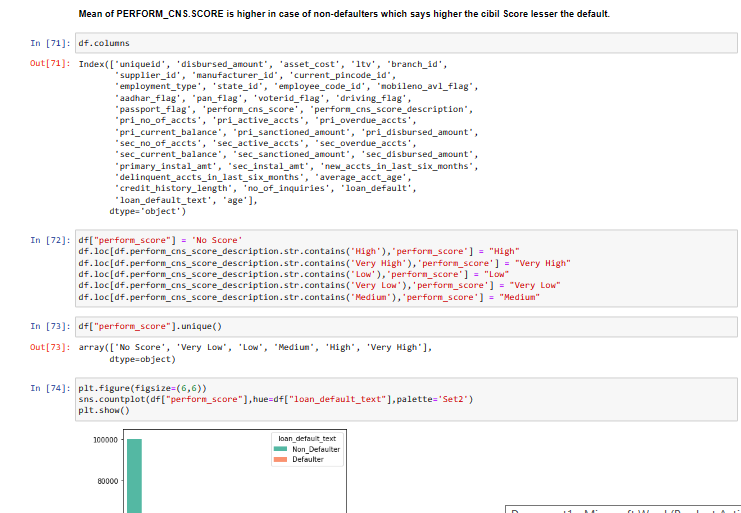 Mean of PERFORM_CNS.SCORE is higher in case of non-defaulters which says higher the cibil Score lesser the default.
In [71]: df.columns
Out[71]: Index(['uniqueid', 'disbursed_amount', 'asset_cost', 'ltv', 'branch_id',
'supplier_id', 'manufacturer_id', 'current_pincode_id',
'employment_type', 'state_id', 'employee_code_id', 'mobileno_avl_flag',
'aadhar_flag', 'pan_flag', 'voterid_flag', 'driving_flag',
'passport_flag', 'perform_cns_score', 'perform_cns_score_description',
'pri_no_of_accts', 'pri_active_accts', 'pri_overdue_accts',
'pri_current_balance', 'pri_sanctioned_amount', 'pri_disbursed_amount',
'sec_no_of_accts', 'sec_active_accts', 'sec_overdue_accts',
'sec_current_balance', 'sec_sanctioned_amount', 'sec_disbursed_amount',
'primary_instal_amt', 'sec_instal_amt', 'new_accts_in_last_six_months',
'delinquent_accts_in_last_six_months', 'average_acct_age',
'credit_history_length', 'no_of_inquiries', 'loan_default',
'loan_default_text', 'age'],
dtype='object')
In [72]: df["perform_score"] = 'No Score'
df.loc[df.perform_cns_score_description.str.contains('High'),'perform_score'] = "High"
df.loc[df.perform_cns_score_description.str.contains('Very High'),'perform_score'] = "Very High"
df.loc[df.perform_cns_score_description.str.contains('Low'),'perform_score'] = "Low"
df.loc[df.perform_cns_score_description.str.contains('Very Low'),'perform_score'] = "Very Low"
df.loc[df.perform_cns_score_description.str.contains('Medium'),'perform_score'] = "Medium"
In [73]: df["perform_score"].unique()
Out[73]: array(['No Score', 'Very Low', 'Low', 'Medium', 'High', 'Very High'],
dtype=object)
In [74]: plt.figure(figsize=(6,6))
sns.countplot(df["perform_score"],hue=df["loan_default_text"],palette='Set2')
plt.show()
100000
loan_default_text
Non_Defaulter
Defaulter
80000